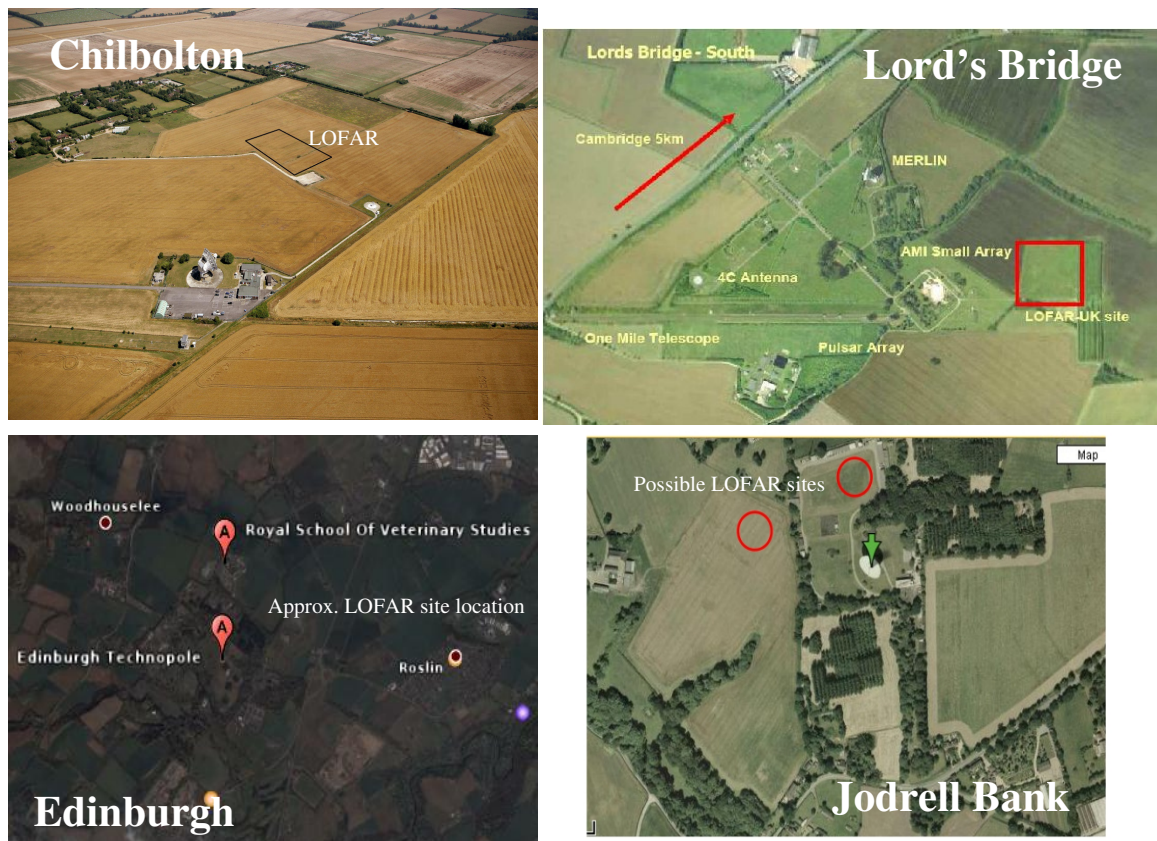 Chilbolton
LOFAR
Lords Bridge - South
Lord's Bridge
Cambridge 5km
MERLIN
AMI Small Array
4C Antenna
LOFAR-UK site
One Mile Telescope
Pulsar Array
Woodhouselee
A
Royal School Of Veterinary Studies
Approx. LOFAR site location
A
Edinburgh Technopole
Roslin
Edinburgh
Map
Possible LOFAR sites
Jodrell Bank